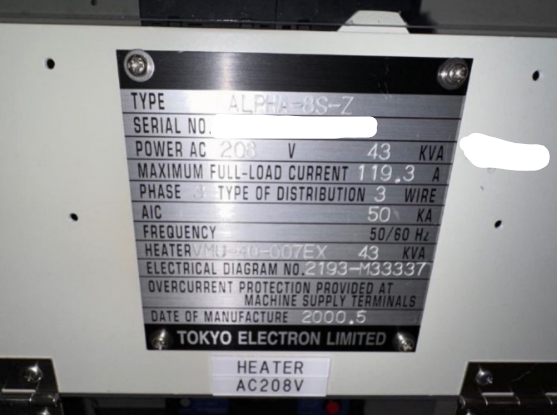 TYPE ALPHA-8S-Z
SERIAL NO.
POWER AC 208 V 43 KVA
MAXIMUM FULL-LOAD CURRENT 119.3 A
PHASE 3 TYPE OF DISTRIBUTION 3 WIRE
AIC 50 KA
FREQUENCY 50/60 Hz
HEATER VMU-40-007EX 43 KVA
ELECTRICAL DIAGRAM NO. 2193-M33337
OVERCURRENT PROTECTION PROVIDED AT
MACHINE SUPPLY TERMINALS
DATE OF MANUFACTURE 2000.5
TOKYO ELECTRON LIMITED
HEATER
AC208V